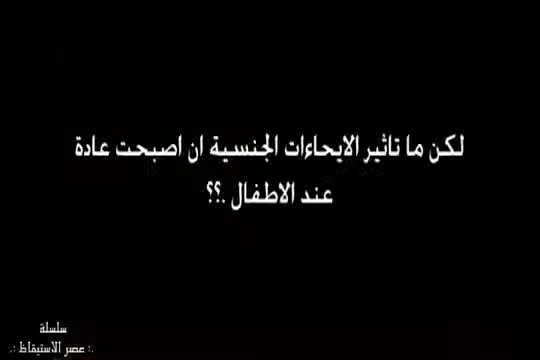 لكن ما تاثير الايحاءات الجنسية ان اصبحت عادة
عند الاطفال .؟؟
سلسلة
.: عصر الاستيقاظ :.